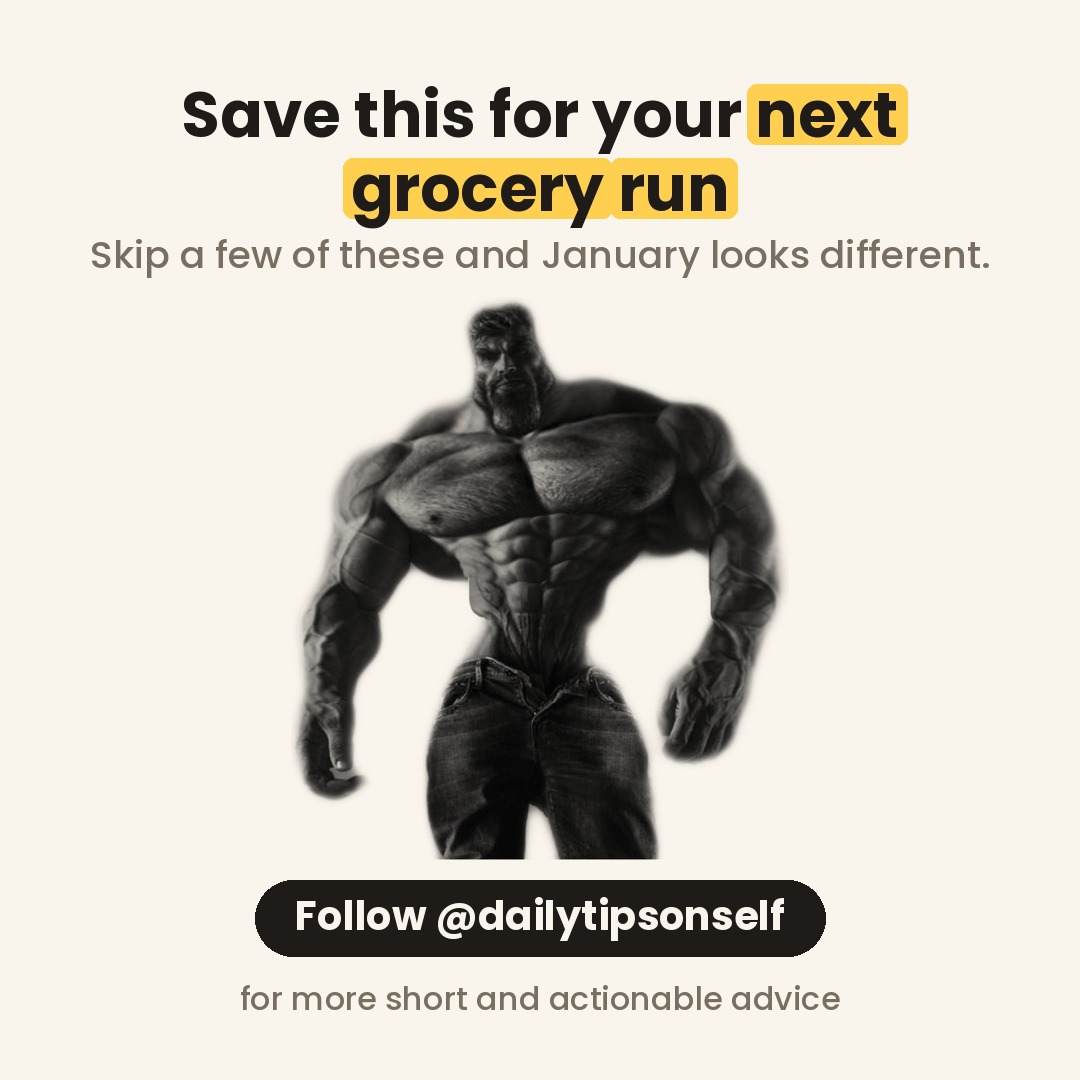 Save this for your next
grocery run
Skip a few of these and January looks different.
Follow @dailytipsonself
for more short and actionable advice